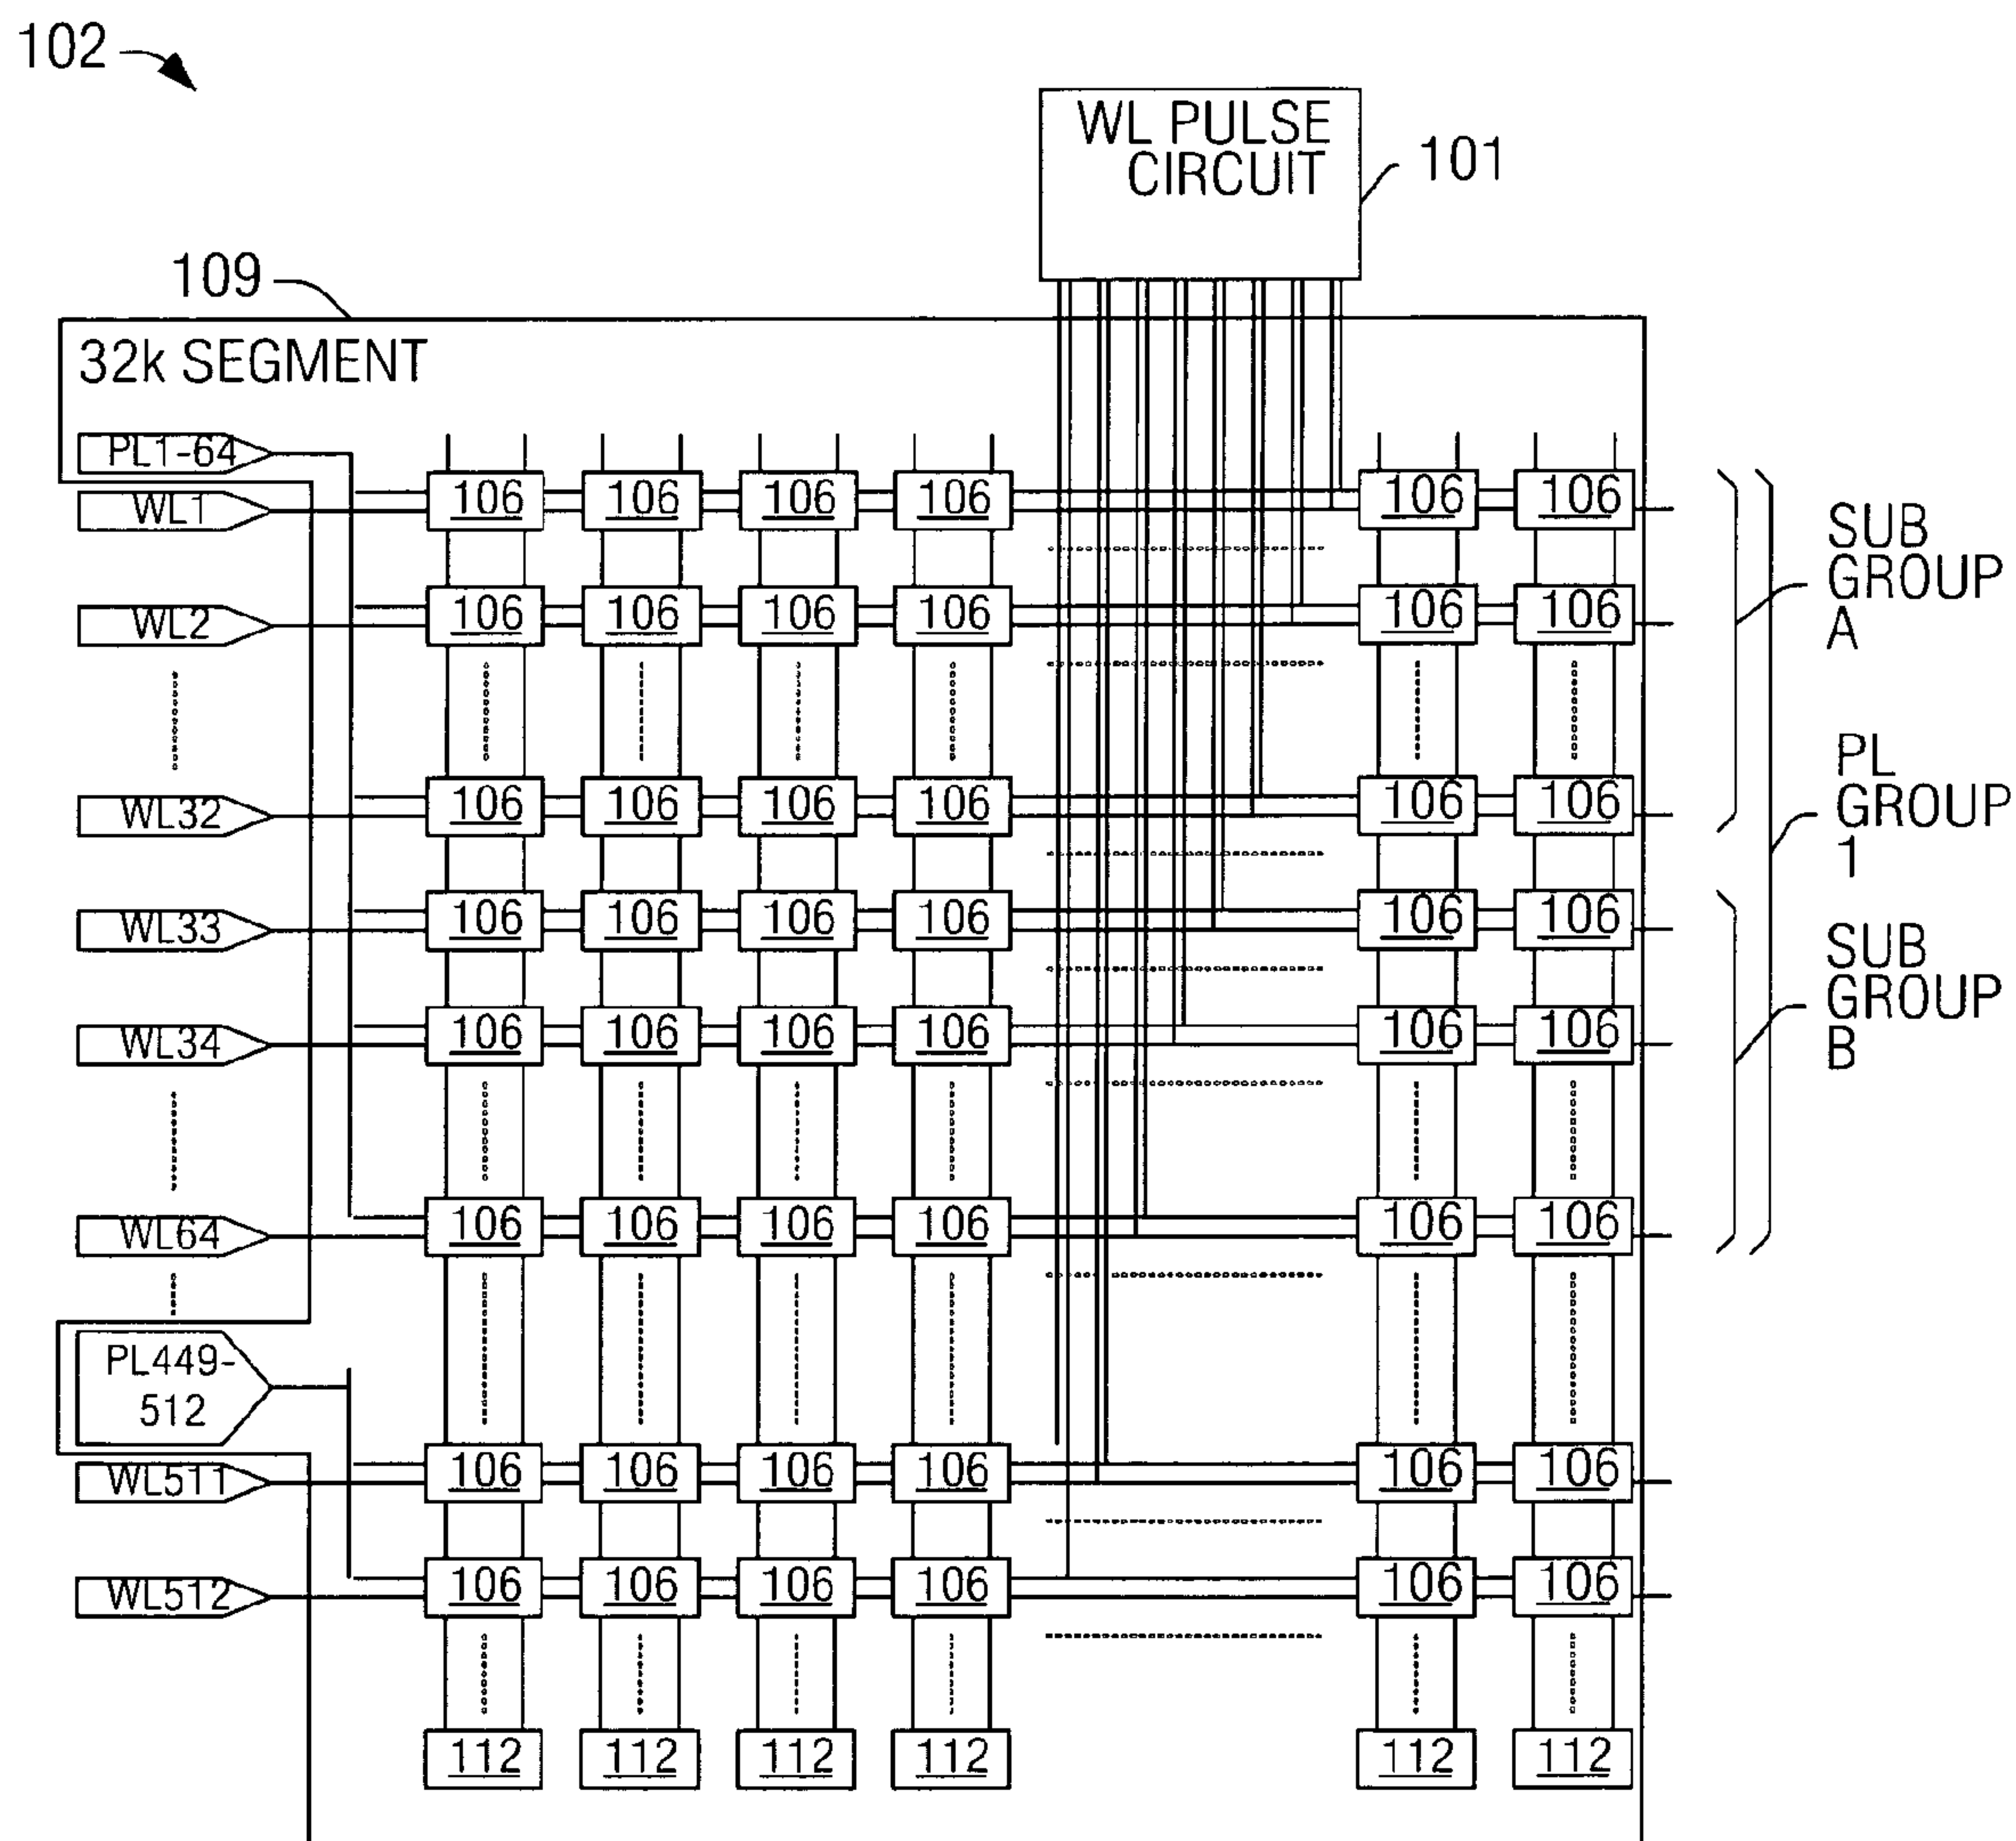 102
WL PULSE
CIRCUIT
101
109
32k SEGMENT
PL1-64
WL1
106 106 106 106 106 106
WL2
106 106 106 106 106 106
SUB
GROUP
A
WL32
106 106 106 106 106 106
PL
GROUP
1
WL33
106 106 106 106 106 106
SUB
GROUP
B
WL34
106 106 106 106 106 106
WL64
106 106 106 106 106 106
PL449-
512
WL511
106 106 106 106 106 106
WL512
106 106 106 106 106 106
112 112 112 112 112 112